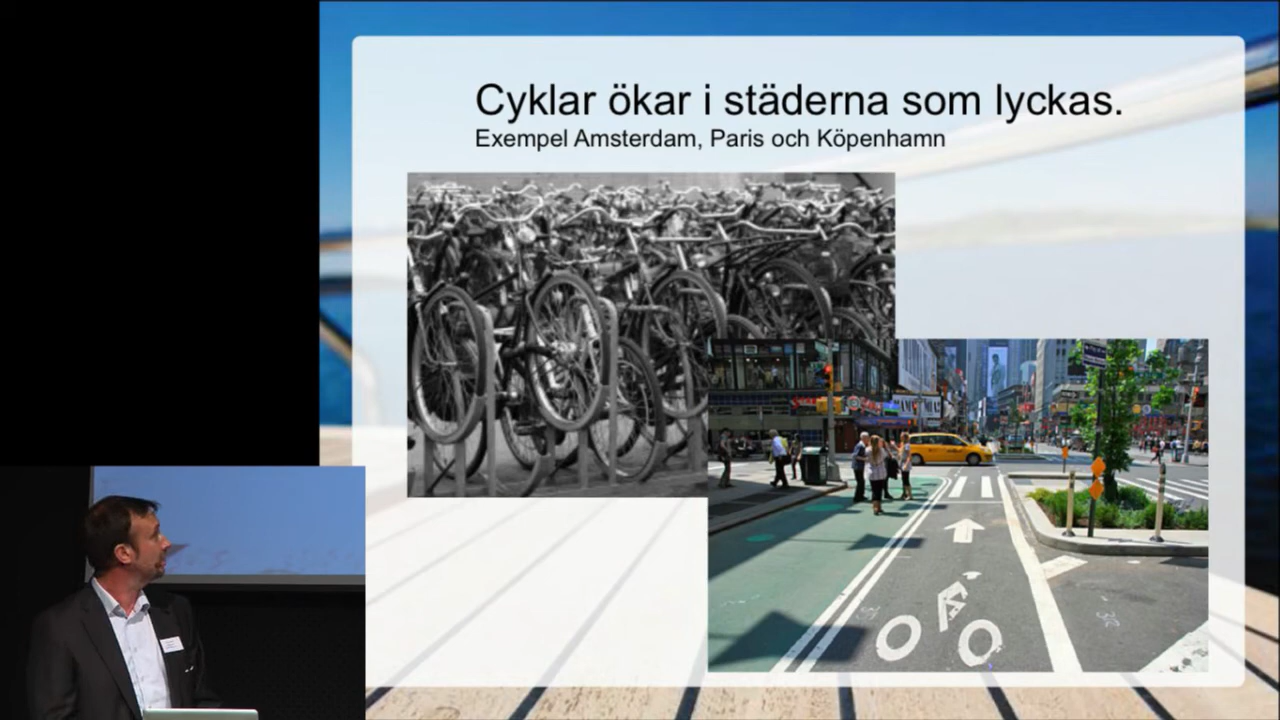 Cyklar ökar i städerna som lyckas.
Exempel Amsterdam, Paris och Köpenhamn